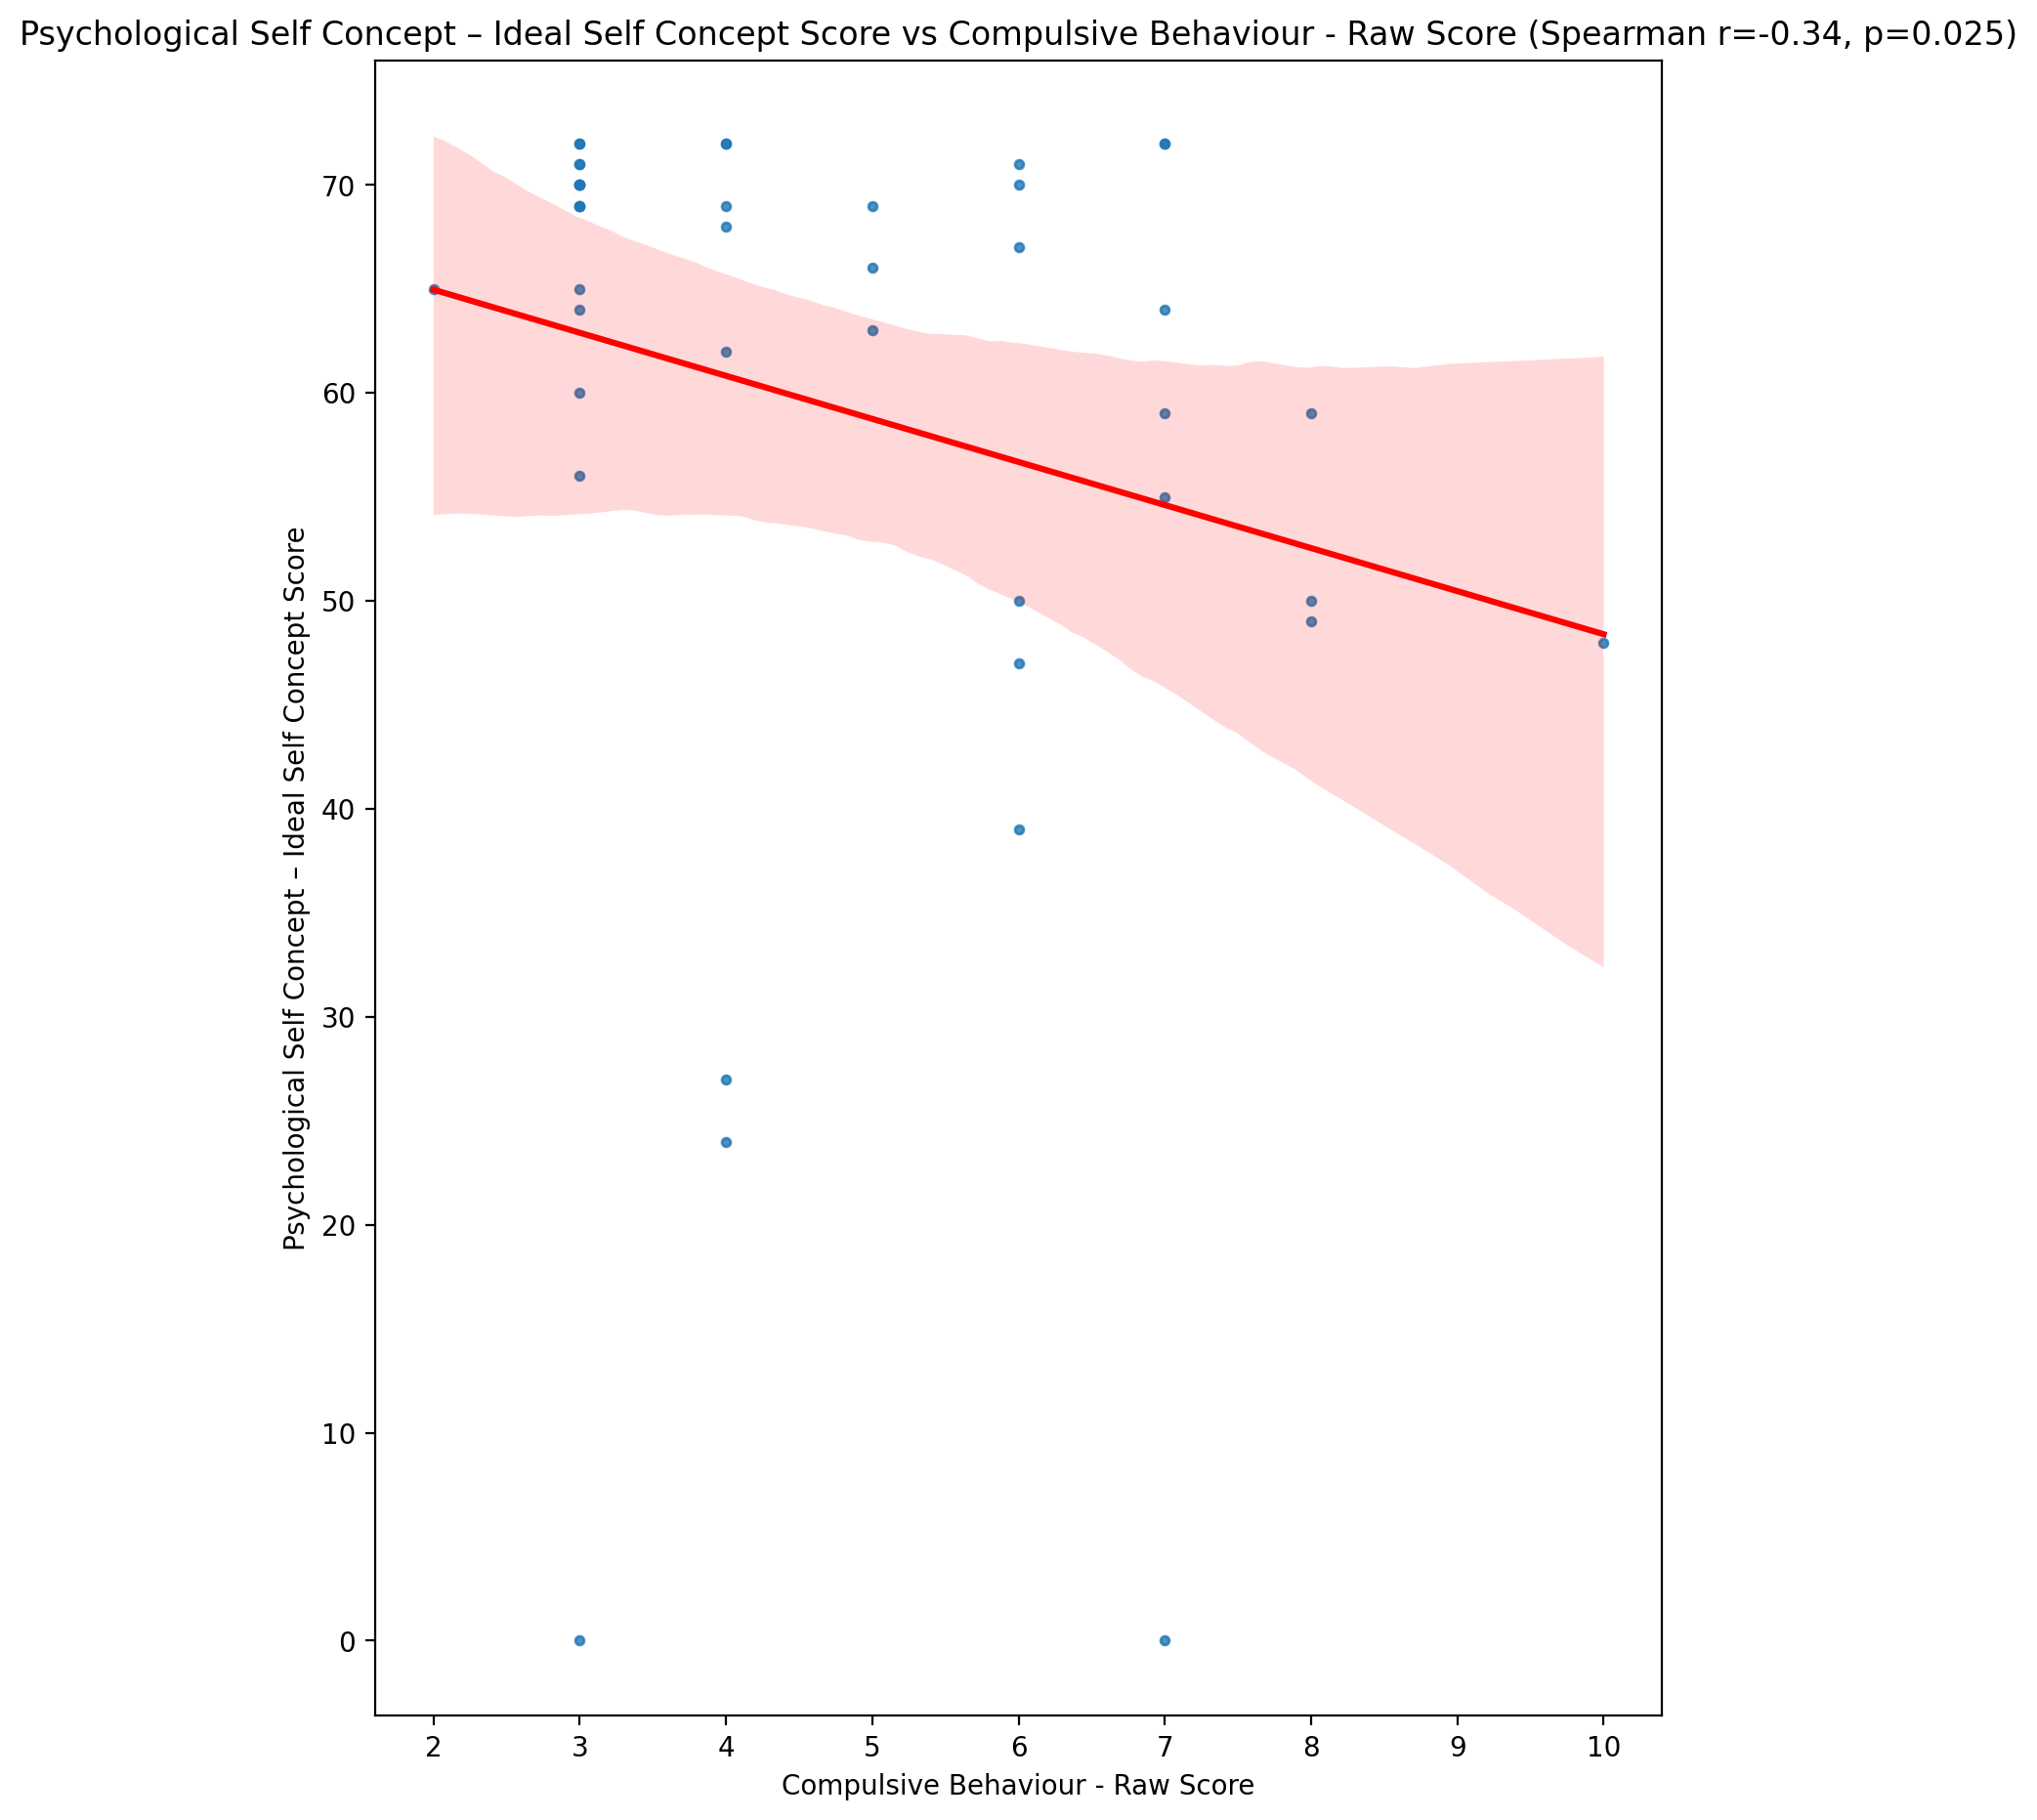 Psychological Self Concept – Ideal Self Concept Score vs Compulsive Behaviour - Raw Score (Spearman r=-0.34, p=0.025)
Psychological Self Concept – Ideal Self Concept Score
70
60
50
40
30
20
10
0
2 3 4 5 6 7 8 9 10
Compulsive Behaviour - Raw Score